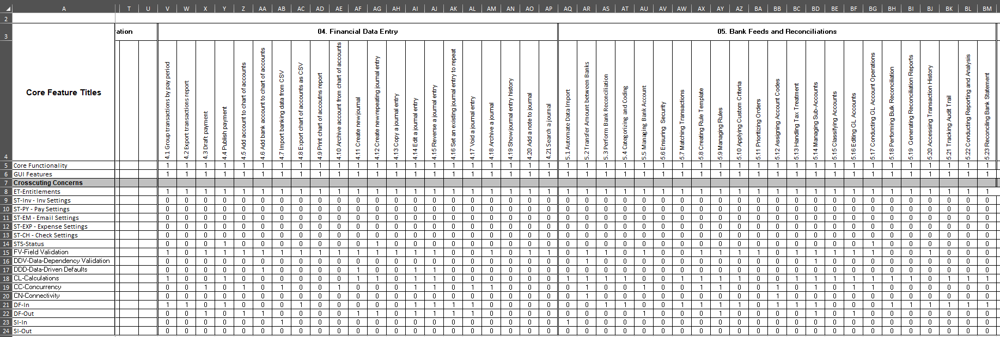 A T U V W X Y Z AA AB AC AD AE AF AG AH AI AJ AK AL AM AN AO AP AQ AR AS AT AU AV AW AX AY AZ BA BB BC BD BE BF BG BH BI BJ BK BL BM
2
3 ation 04. Financial Data Entry 05. Bank Feeds and Reconciliations
4 Core Feature Titles
4.1 Group transactions by pay period
4.2 Export transactions report
4.3 Draft payment
4.4 Publish payment
4.5 Add account to chart of accounts
4.6 Add bank account to chart of accounts
4.7 Import banking data from CSV
4.8 Export chart of accounts as CSV
4.9 Print chart of accoutns report
4.10 Archive account from chart of accounts
4.11 Create new journal
4.12 Create new repeating journal entry
4.13 Copy a journal entry
4.14 Edit a journal entry
4.15 Reverse a journal entry
4.16 Set an existing journal entry to repeat
4.17 Void a journal entry
4.18 Archive a journal
4.19 Show journal entry history
4.20 Add a note to journal
4.21 Search a journal
5.1 Automate Data Import
5.2 Transfer Amount between Banks
5.3 Perform Bank Reconciliation
5.4 Categorizing and Coding
5.5 Managing Bank Account
5.6 Ensuring Security
5.7 Matching Transactions
5.8 Creating Rule Template
5.9 Managing Rules
5.10 Applying Custom Criteria
5.11 Prioritizing Orders
5.12 Assigning Account Codes
5.13 Handling Tax Treatment
5.14 Managing Sub-Accounts
5.15 Classifying Accounts
5.16 Editing GL Accounts
5.17 Conducting GL Account Operations
5.18 Performing Bulk Reconciliation
5.19 Generating Reconciliation Reports
5.20 Accessing Transaction History
5.21 Tracking Audit Trail
5.22 Conducting Reporting and Analysis
5.23 Reconciling Bank Statement
5 Core Functionality 1 1 1 1 1 1 1 1 1 1 1 1 1 1 1 1 1 1 1 1 1 1 1 1 1 1 1 1 1 1 1 1 1 1 1 1 1 1 1 1 1 1 1 1
6 GUI Features 1 1 1 1 1 1 1 1 1 1 1 1 1 1 1 1 1 1 1 1 1 1 1 1 1 1 1 1 1 1 1 1 1 1 1 1 1 1 1 1 1 1 1 1
7 Crosscuting Concerns
8 ET-Entitlements 1 1 1 1 1 1 1 1 1 1 1 1 1 1 1 1 1 1 1 1 1 1 1 1 1 1 1 1 1 1 1 1 1 1 1 1 1 1 1 1 1 1 1 1
9 ST-Inv - Inv Settings 0 0 0 0 0 0 0 0 0 0 0 0 0 0 0 0 0 0 0 0 0 0 0 0 0 0 0 0 0 0 0 0 0 0 0 0 0 0 0 0 0 0 0 0
10 ST-PY - Pay Settings 0 0 0 0 0 0 0 0 0 0 0 0 0 0 0 0 0 0 0 0 0 0 0 0 0 0 0 0 0 0 0 0 0 0 0 0 0 0 0 0 0 0 0 0
11 ST-EM - Email Settings 0 0 0 0 0 0 0 0 0 0 0 0 0 0 0 0 0 0 0 0 0 0 0 0 0 0 0 0 0 0 0 0 0 0 0 0 0 0 0 0 0 0 0 0
12 ST-EXP - Expense Settings 0 0 0 0 0 0 0 0 0 0 0 0 0 0 0 0 0 0 0 0 0 0 0 0 0 0 0 0 0 0 0 0 0 0 0 0 0 0 0 0 0 0 0 0
13 ST-CH - Check Settings 0 0 0 0 0 0 0 0 0 0 0 0 0 0 0 0 0 0 0 0 0 0 0 0 0 0 0 0 0 0 0 0 0 0 0 0 0 0 0 0 0 0 0 0
14 STS-Status 0 0 0 1 0 0 0 0 0 0 0 1 0 0 0 0 0 0 0 0 0 0 0 0 0 0 0 0 0 0 0 0 0 0 0 0 0 1 0 0 0 0 0 0
15 FV-Field Validation 1 0 1 1 1 1 1 1 1 1 1 1 1 1 1 0 0 1 0 1 1 0 1 1 0 1 0 0 1 1 1 1 0 1 1 1 1 0 0 0 1 0 0 0
16 DDV-Data-Dependency Validation 0 0 0 0 0 0 0 0 0 0 0 0 0 0 0 0 0 0 0 0 0 0 1 0 0 0 0 0 0 0 0 0 0 0 1 0 0 0 0 0 0 0 0 0
17 DDD-Data-Driven Defaults 0 0 0 0 0 1 0 0 0 0 1 0 0 1 1 0 0 0 0 0 0 0 0 0 0 0 0 0 0 0 0 0 0 0 0 0 0 0 0 0 0 0 0 0
18 CL-Calculations 1 0 0 1 0 0 0 0 0 0 1 1 1 1 1 0 0 0 0 0 0 1 1 1 1 0 0 1 0 1 1 0 0 1 1 1 1 1 1 0 1 0 1 1
19 CC-Concurrency 0 0 1 0 1 0 1 0 0 1 0 0 0 1 1 0 1 1 0 0 0 0 1 0 0 1 0 0 1 1 0 0 1 0 1 0 1 1 0 0 0 0 0 0
20 CN-Connectivity 0 0 0 0 0 0 0 0 0 0 0 0 0 0 0 0 0 0 0 0 0 0 1 0 0 0 0 0 0 0 0 0 1 0 0 0 0 0 0 0 0 0 0 0
21 DF-In 1 1 0 1 0 0 0 1 0 0 0 0 0 1 1 1 1 0 0 0 0 0 0 1 1 0 0 1 1 1 1 0 1 1 1 0 0 0 1 1 1 1 1 1
22 DF-Out 0 0 1 0 1 1 0 0 0 0 1 1 0 1 1 1 1 0 0 0 0 0 0 0 0 1 0 0 0 1 0 0 0 0 1 0 1 0 0 0 0 0 0 0
23 SI-In 0 0 0 0 0 0 1 0 0 0 0 0 0 0 0 0 0 0 0 0 0 1 0 0 0 0 0 0 0 0 0 0 0 0 0 0 0 0 0 0 0 0 0 0
24 SI-Out 0 0 0 0 0 0 0 0 0 0 0 0 0 0 0 0 0 0 0 0 0 0 0 0 0 0 0 0 0 0 0 0 0 0 0 0 0 0 0 0 0 0 0 0